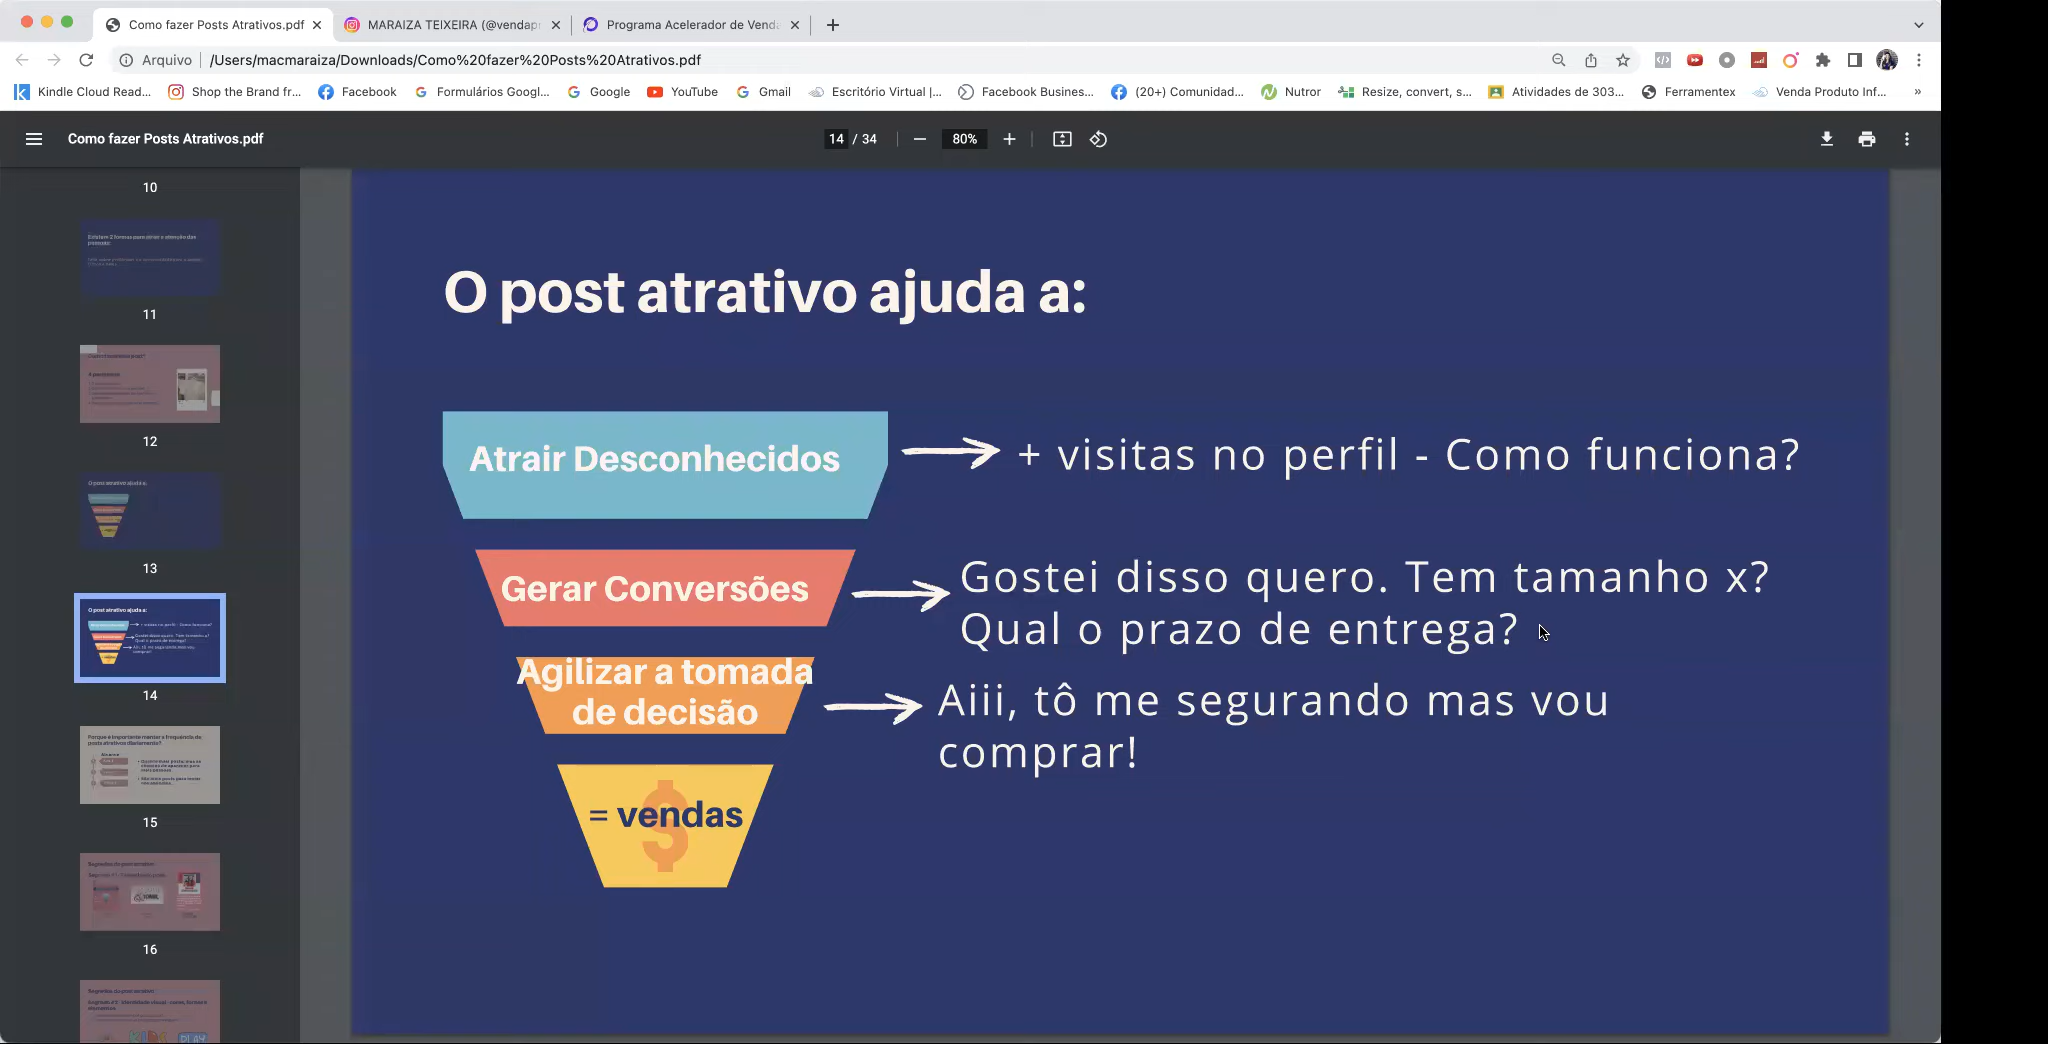 Como fazer Posts Atrativos.pdf
MARAIZA TEIXEIRA (@vendapr
Programa Acelerador de Venda
Arquivo
/Users/macmaraiza/Downloads/Como%20fazer%20Posts%20Atrativos.pdf
Kindle Cloud Read...
Shop the Brand fr...
Facebook
Formulários Googl...
Google
YouTube
Gmail
Escritório Virtual |...
Facebook Busines...
(20+) Comunidad...
Nutror
Resize, convert, s...
Atividades de 303...
Ferramentex
Venda Produto Inf...
»
Como fazer Posts Atrativos.pdf
14 / 34
80%
10
11
12
13
14
15
16
O post atrativo ajuda a:
Atrair Desconhecidos
+ visitas no perfil - Como funciona?
Gerar Conversões
Gostei disso quero. Tem tamanho x?
Qual o prazo de entrega?
Agilizar a tomada
de decisão
Aiii, tô me segurando mas vou
comprar!
= vendas
$